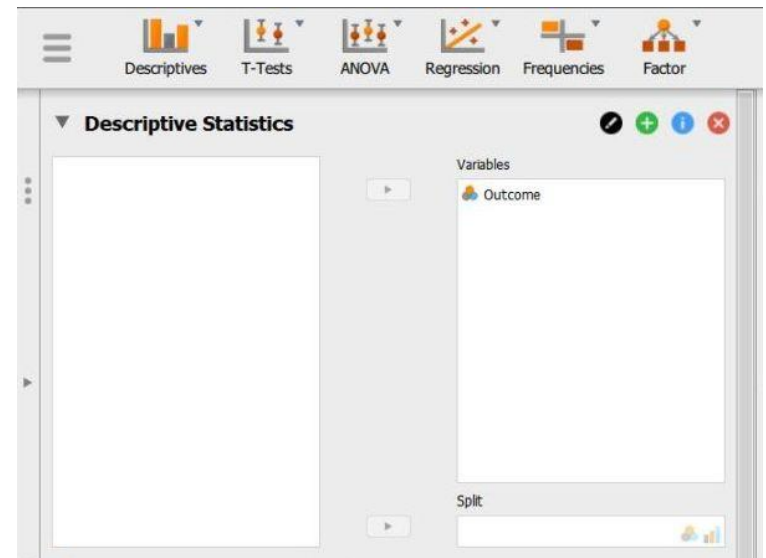 Descriptives T-Tests ANOVA Regression Frequencies Factor
Descriptive Statistics
Variables
Outcome
Split